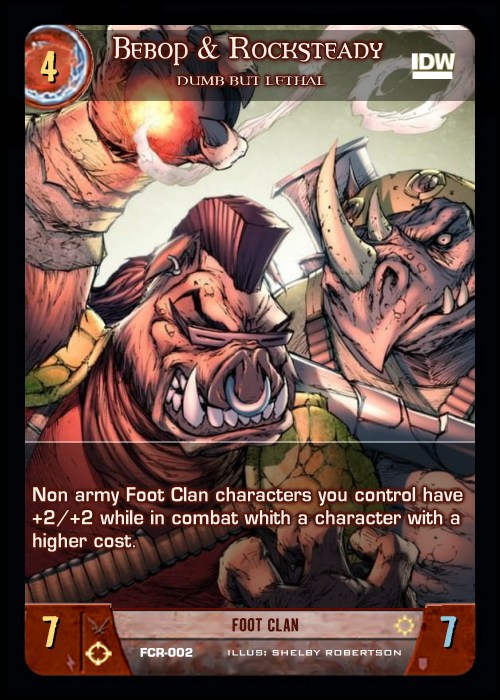 4
Bebop & Rocksteady
IDW
Dumb but Lethal
Non army Foot Clan characters you control have
+2/+2 while in combat whith a character with a
higher cost.
7
FOOT CLAN
7
FCR-002 ILLUS: SHELBY ROBERTSON